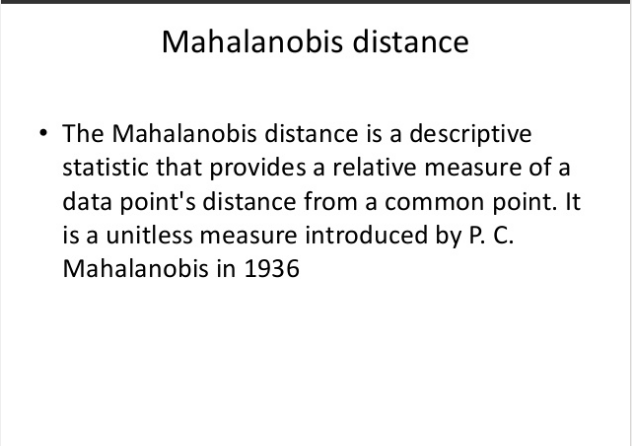 Mahalanobis distance
• The Mahalanobis distance is a descriptive
statistic that provides a relative measure of a
data point's distance from a common point. It
is a unitless measure introduced by P. C.
Mahalanobis in 1936